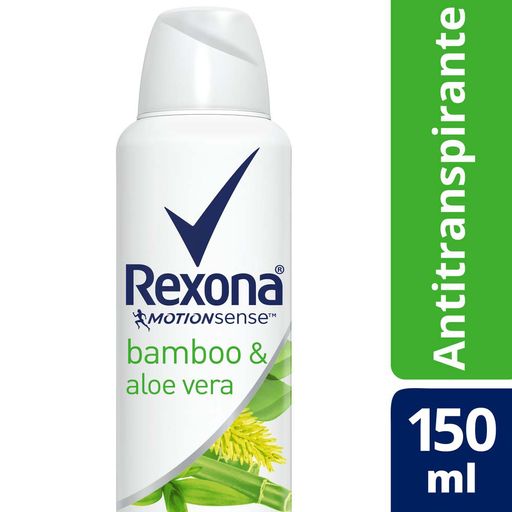 Rexona®
MOTIONsense™
bamboo &
aloe vera
Antitranspirante
150
ml